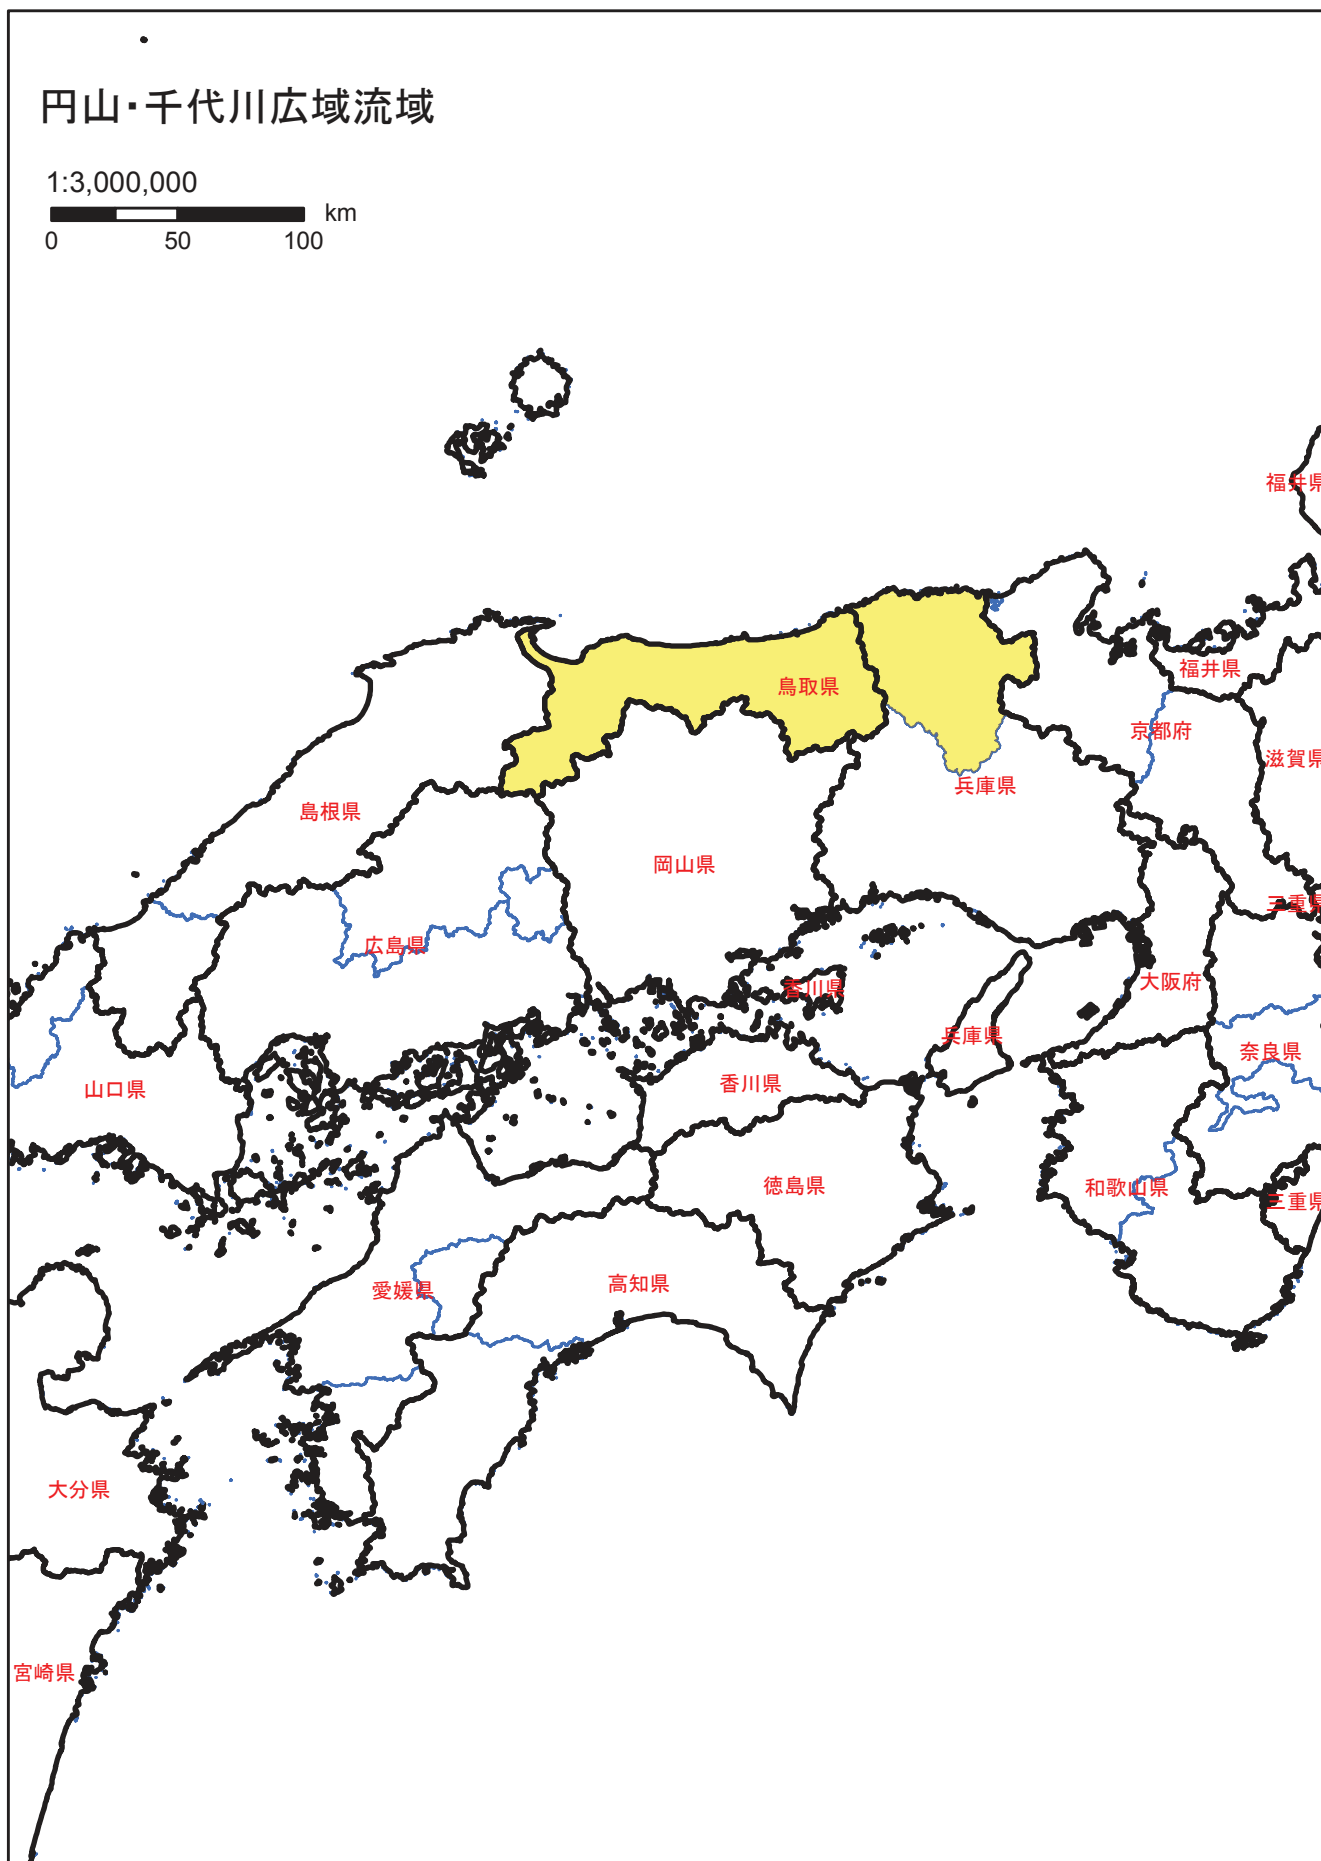 円山・千代川広域流域
1:3,000,000
km
0 50 100
福井県
福井県
鳥取県
京都府
滋賀県
兵庫県
島根県
岡山県
三重県
広島県
大阪府
香川県
兵庫県
奈良県
山口県
香川県
徳島県
和歌山県
三重県
愛媛県
高知県
大分県
宮崎県